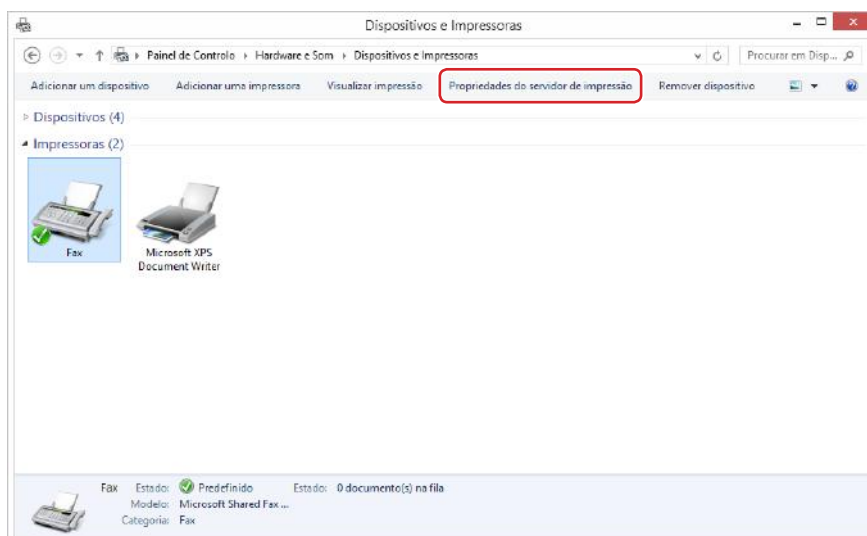 Dispositivos e Impressoras
Painel de Controlo Hardware e Som Dispositivos e Impressoras Procurar em Disp...
Adicionar um dispositivo Adicionar uma impressora Visualizar impressão Propriedades do servidor de impressão Remover dispositivo
Dispositivos (4)
Impressoras (2)
Fax
Microsoft XPS
Document Writer
Fax Estado: Predefinido Estado: 0 documento(s) na fila
Modelo: Microsoft Shared Fax ...
Categoria: Fax